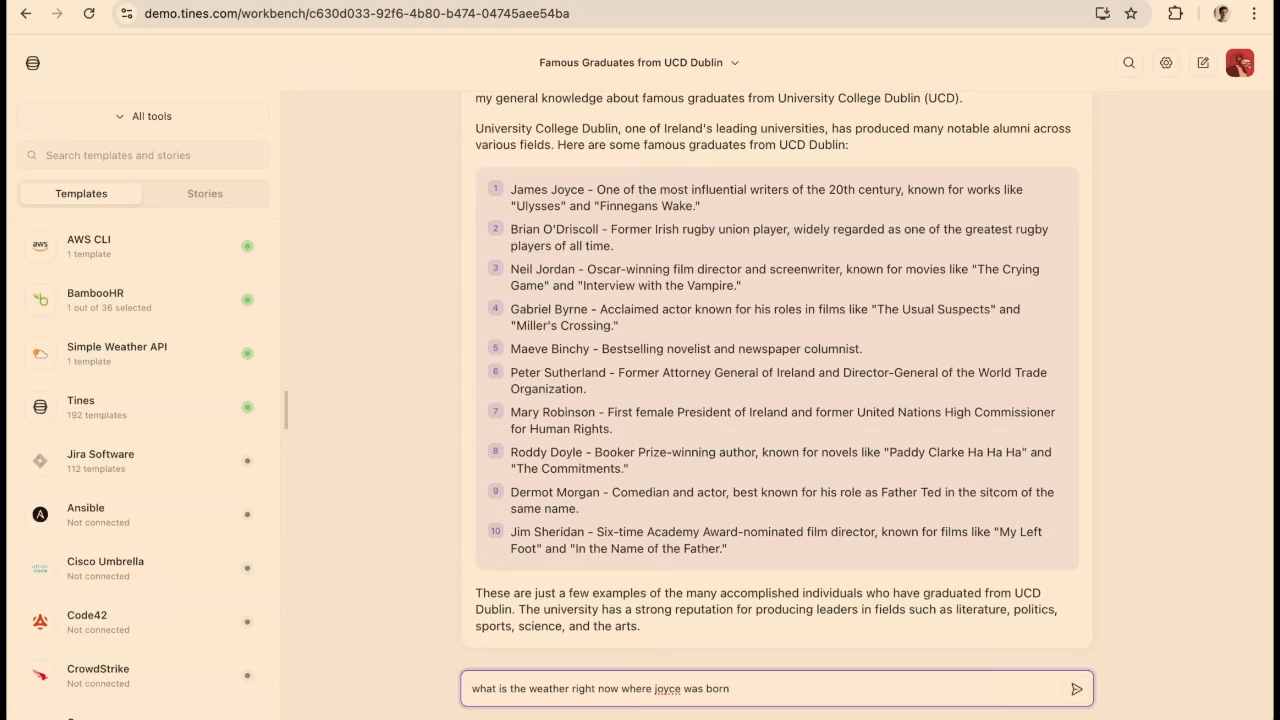 demo.tines.com/workbench/c630d033-92f6-4b80-b474-04745aee54ba
Famous Graduates from UCD Dublin
All tools
Search templates and stories
Templates
Stories
aws
AWS CLI
1 template
BambooHR
1 out of 36 selected
Simple Weather API
1 template
Tines
192 templates
Jira Software
112 templates
Ansible
Not connected
Cisco Umbrella
Not connected
Code42
Not connected
CrowdStrike
Not connected
my general knowledge about famous graduates from University College Dublin (UCD).
University College Dublin, one of Ireland's leading universities, has produced many notable alumni across
various fields. Here are some famous graduates from UCD Dublin:
1 James Joyce - One of the most influential writers of the 20th century, known for works like
"Ulysses" and "Finnegans Wake."
2 Brian O'Driscoll - Former Irish rugby union player, widely regarded as one of the greatest rugby
players of all time.
3 Neil Jordan - Oscar-winning film director and screenwriter, known for movies like "The Crying
Game" and "Interview with the Vampire."
4 Gabriel Byrne - Acclaimed actor known for his roles in films like "The Usual Suspects" and
"Miller's Crossing."
5 Maeve Binchy - Bestselling novelist and newspaper columnist.
6 Peter Sutherland - Former Attorney General of Ireland and Director-General of the World Trade
Organization.
7 Mary Robinson - First female President of Ireland and former United Nations High Commissioner
for Human Rights.
8 Roddy Doyle - Booker Prize-winning author, known for novels like "Paddy Clarke Ha Ha Ha" and
"The Commitments."
9 Dermot Morgan - Comedian and actor, best known for his role as Father Ted in the sitcom of the
same name.
10 Jim Sheridan - Six-time Academy Award-nominated film director, known for films like "My Left
Foot" and "In the Name of the Father."
These are just a few examples of the many accomplished individuals who have graduated from UCD
Dublin. The university has a strong reputation for producing leaders in fields such as literature, politics,
sports, science, and the arts.
what is the weather right now where joyce was born